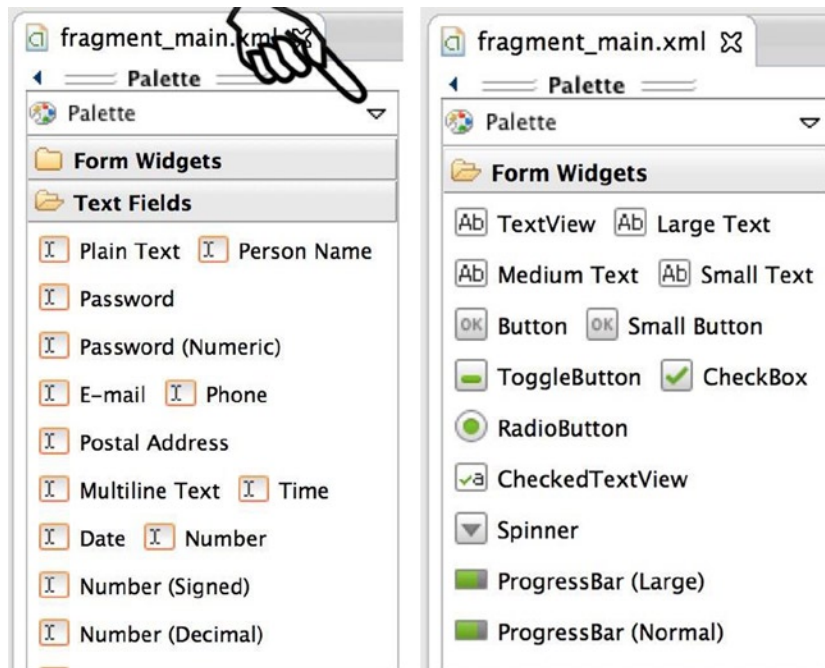 fragment_main.xml
Palette
Palette
Form Widgets
Text Fields
Plain Text Person Name
Password
Password (Numeric)
E-mail Phone
Postal Address
Multiline Text Time
Date Number
Number (Signed)
Number (Decimal)
fragment_main.xml
Palette
Palette
Form Widgets
Ab TextView Ab Large Text
Ab Medium Text Ab Small Text
OK Button OK Small Button
ToggleButton CheckBox
RadioButton
a CheckedTextView
Spinner
ProgressBar (Large)
ProgressBar (Normal)